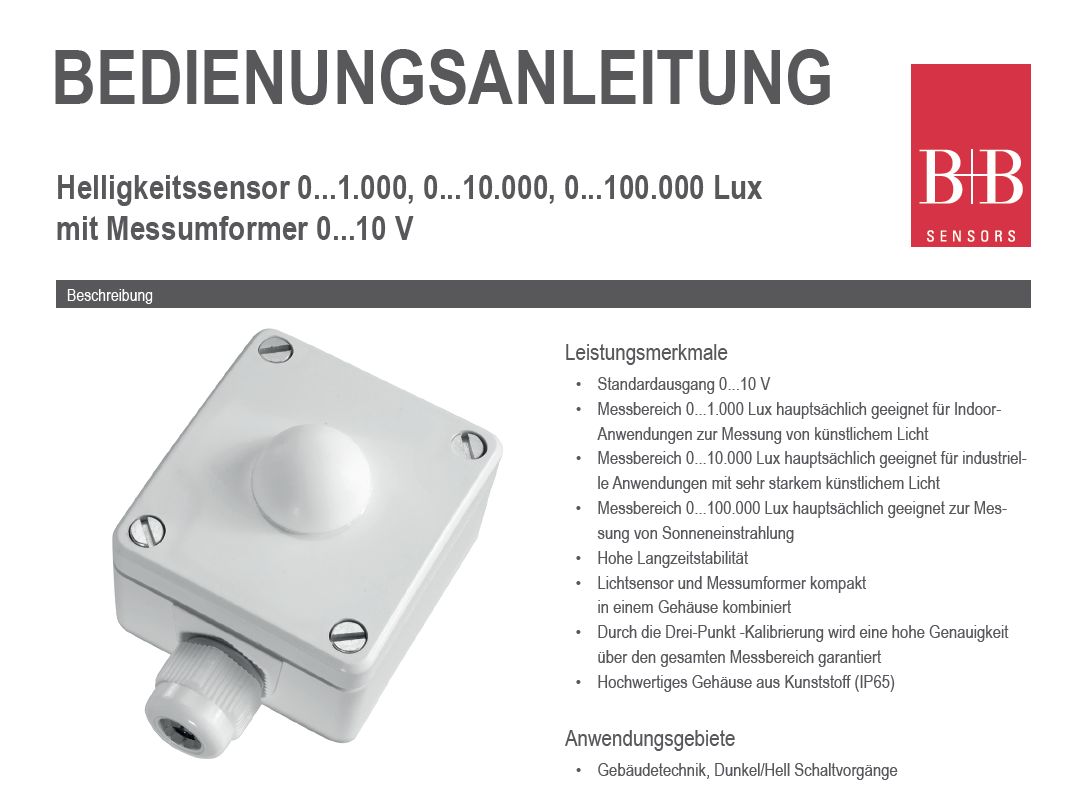 BEDIENUNGSANLEITUNG
Helligkeitssensor 0...1.000, 0...10.000, 0...100.000 Lux
mit Messumformer 0...10 V
B+B
SENSORS
Beschreibung
Leistungsmerkmale
• Standardausgang 0...10 V
• Messbereich 0...1.000 Lux hauptsächlich geeignet für Indoor-
Anwendungen zur Messung von künstlichem Licht
• Messbereich 0...10.000 Lux hauptsächlich geeignet für industriel-
le Anwendungen mit sehr starkem künstlichem Licht
• Messbereich 0...100.000 Lux hauptsächlich geeignet zur Mes-
sung von Sonneneinstrahlung
• Hohe Langzeitstabilität
• Lichtsensor und Messumformer kompakt
in einem Gehäuse kombiniert
• Durch die Drei-Punkt -Kalibrierung wird eine hohe Genauigkeit
über den gesamten Messbereich garantiert
• Hochwertiges Gehäuse aus Kunststoff (IP65)
Anwendungsgebiete
• Gebäudetechnik, Dunkel/Hell Schaltvorgänge